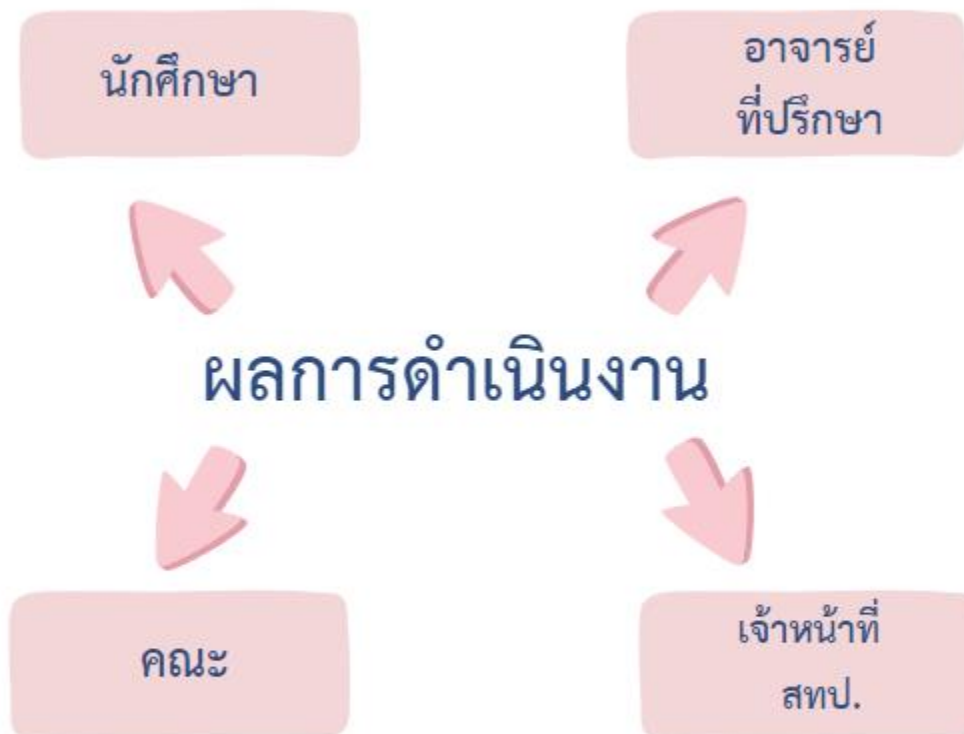 นักศึกษา
อาจารย์
ที่ปรึกษา
ผลการดำเนินงาน
คณะ
เจ้าหน้าที่
สทป.